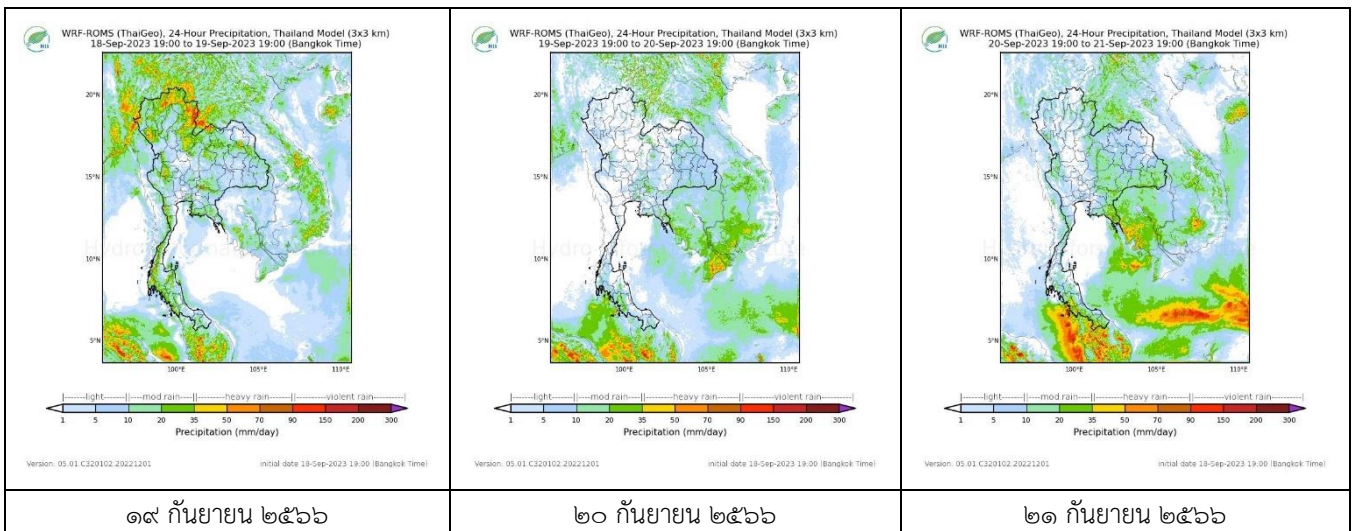 HII
WRF-ROMS (ThaiGeo), 24-Hour Precipitation, Thailand Model (3x3 km)
18-Sep-2023 19:00 to 19-Sep-2023 19:00 (Bangkok Time)
20°N
15°N
10°N
5°N
100°E 105°E 110°E
|-------light-------||----mod.rain------||---------heavy rain---------||---------violent rain---------|
1 5 10 20 35 50 70 90 150 200 300
Precipitation (mm/day)
Version: 05.01.C320102.20221201 initial date 18-Sep-2023 19:00 (Bangkok Time)
๑๙ กันยายน ๒๕๖๖
HII
WRF-ROMS (ThaiGeo), 24-Hour Precipitation, Thailand Model (3x3 km)
19-Sep-2023 19:00 to 20-Sep-2023 19:00 (Bangkok Time)
20°N
15°N
10°N
5°N
100°E 105°E 110°E
|-------light-------||----mod.rain------||---------heavy rain---------||---------violent rain---------|
1 5 10 20 35 50 70 90 150 200 300
Precipitation (mm/day)
Version: 05.01.C320102.20221201 initial date 18-Sep-2023 19:00 (Bangkok Time)
๒๐ กันยายน ๒๕๖๖
HII
WRF-ROMS (ThaiGeo), 24-Hour Precipitation, Thailand Model (3x3 km)
20-Sep-2023 19:00 to 21-Sep-2023 19:00 (Bangkok Time)
20°N
15°N
10°N
5°N
100°E 105°E 110°E
|-------light-------||----mod.rain------||---------heavy rain---------||---------violent rain---------|
1 5 10 20 35 50 70 90 150 200 300
Precipitation (mm/day)
Version: 05.01.C320102.20221201 initial date 18-Sep-2023 19:00 (Bangkok Time)
๒๑ กันยายน ๒๕๖๖